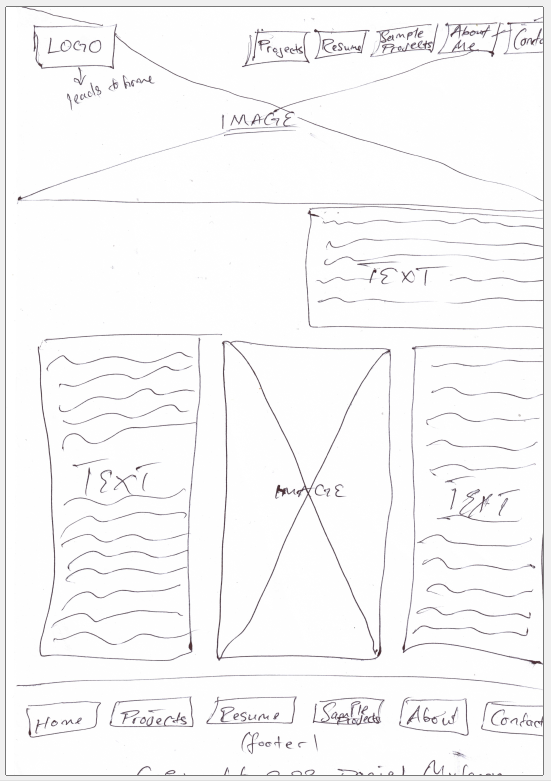 LOGO
Projects
Resume
Sample
Projects
About
Me
leads to home
IMAGE
TEXT
TEXT
IMAGE
TEXT
Home
Projects
Resume
Sample
Projects
About
Contact
(footer)
Daniel